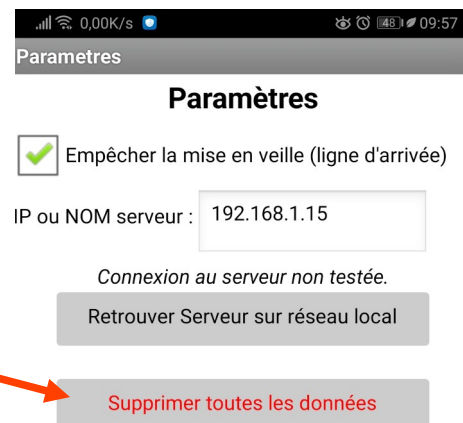 0,00K/s 48 09:57
Parametres
Paramètres
Empêcher la mise en veille (ligne d'arrivée)
IP ou NOM serveur : 192.168.1.15
Connexion au serveur non testée.
Retrouver Serveur sur réseau local
Supprimer toutes les données